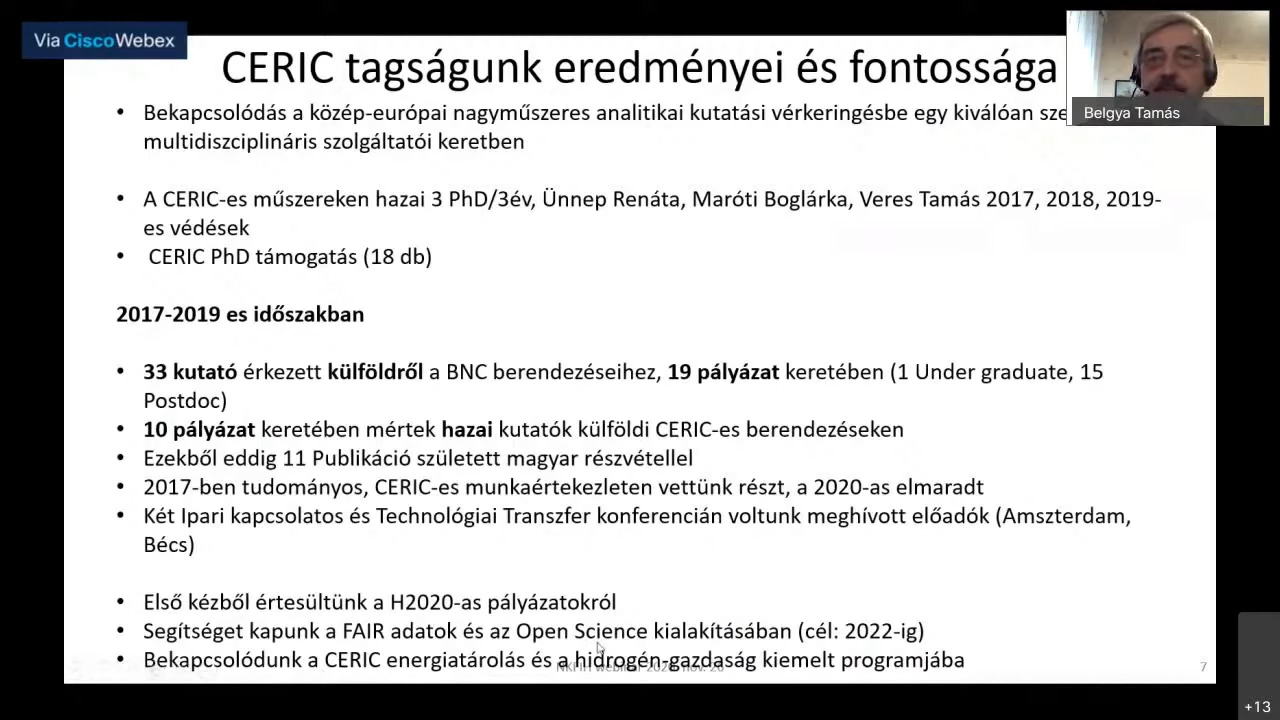 Via Cisco Webex
CERIC tagságunk eredményei és fontossága
Belgya Tamás
• Bekapcsolódás a közép-európai nagyműszeres analitikai kutatási vérkeringésbe egy kiválóan
multidiszciplináris szolgáltatói keretben
• A CERIC-es műszereken hazai 3 PhD/3év, Ünnep Renáta, Maróti Boglárka, Veres Tamás 2017, 2018, 2019-
es védések
• CERIC PhD támogatás (18 db)
2017-2019 es időszakban
• 33 kutató érkezett külföldről a BNC berendezéseihez, 19 pályázat keretében (1 Under graduate, 15
Postdoc)
• 10 pályázat keretében mértek hazai kutatók külföldi CERIC-es berendezéseken
• Ezekből eddig 11 Publikáció született magyar részvétellel
• 2017-ben tudományos, CERIC-es munkaértekezleten vettünk részt, a 2020-as elmaradt
• Két Ipari kapcsolatos és Technológiai Transzfer konferencián voltunk meghívott előadók (Amszterdam,
Bécs)
• Első kézből értesültünk a H2020-as pályázatokról
• Segítséget kapunk a FAIR adatok és az Open Science kialakításában (cél: 2022-ig)
• Bekapcsolódunk a CERIC energiatárolás és a hidrogén-gazdaság kiemelt programjába
7
+13